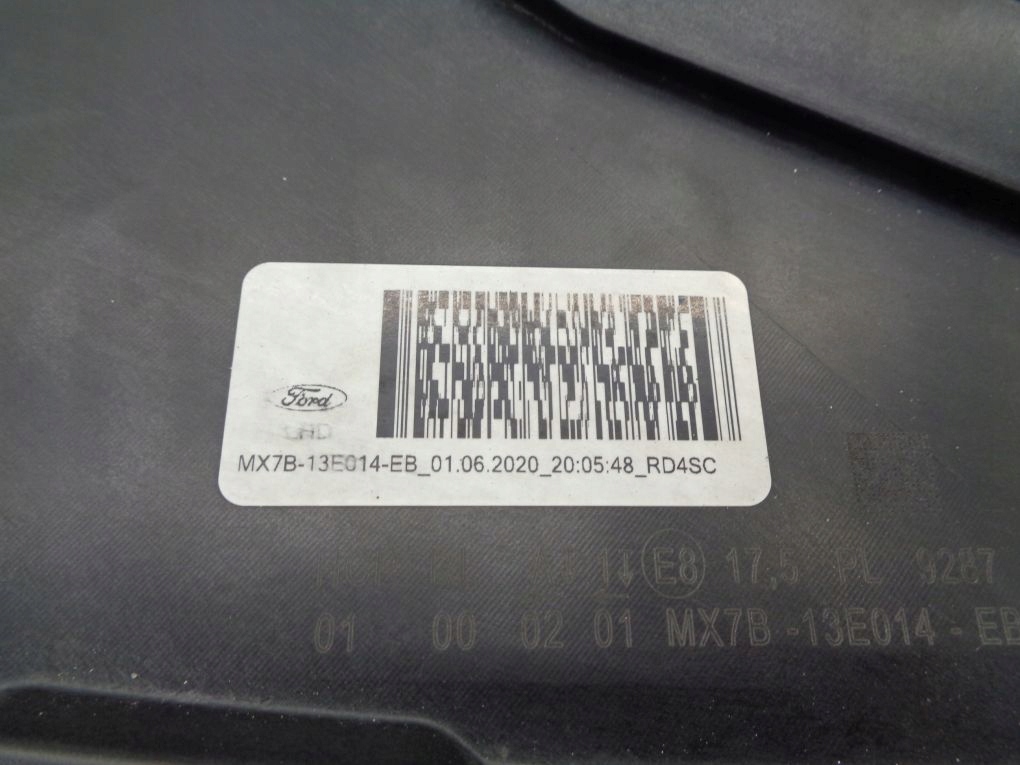 Ford
LHD
MX7B-13E014-EB_01.06.2020_20:05:48_RD4SC
E8 17,5 PL 9287
01 00 02 01 MX7B -13E014 - EB